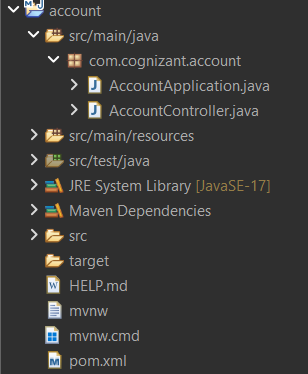 account
src/main/java
com.cognizant.account
AccountApplication.java
AccountController.java
src/main/resources
src/test/java
JRE System Library [JavaSE-17]
Maven Dependencies
src
target
HELP.md
mvnw
mvnw.cmd
pom.xml